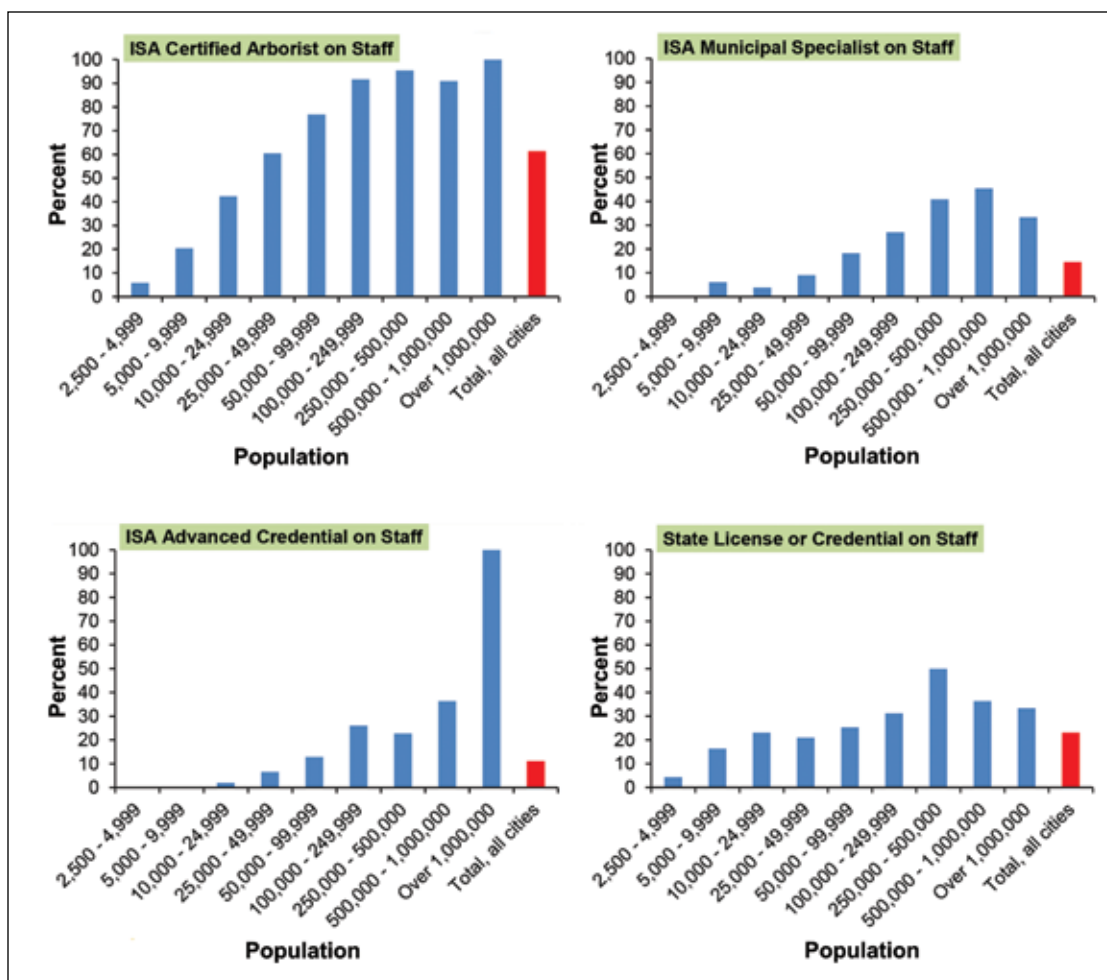 ISA Certified Arborist on Staff
100
90
80
70
60
50
40
30
20
10
0
Percent
2,500 - 4,999
5,000 - 9,999
10,000 - 24,999
25,000 - 49,999
50,000 - 99,999
100,000 - 249,999
250,000 - 500,000
500,000 - 1,000,000
Over 1,000,000
Total, all cities
Population
ISA Municipal Specialist on Staff
100
90
80
70
60
50
40
30
20
10
0
Percent
2,500 - 4,999
5,000 - 9,999
10,000 - 24,999
25,000 - 49,999
50,000 - 99,999
100,000 - 249,999
250,000 - 500,000
500,000 - 1,000,000
Over 1,000,000
Total, all cities
Population
ISA Advanced Credential on Staff
100
90
80
70
60
50
40
30
20
10
0
Percent
2,500 - 4,999
5,000 - 9,999
10,000 - 24,999
25,000 - 49,999
50,000 - 99,999
100,000 - 249,999
250,000 - 500,000
500,000 - 1,000,000
Over 1,000,000
Total, all cities
Population
State License or Credential on Staff
100
90
80
70
60
50
40
30
20
10
0
Percent
2,500 - 4,999
5,000 - 9,999
10,000 - 24,999
25,000 - 49,999
50,000 - 99,999
100,000 - 249,999
250,000 - 500,000
500,000 - 1,000,000
Over 1,000,000
Total, all cities
Population